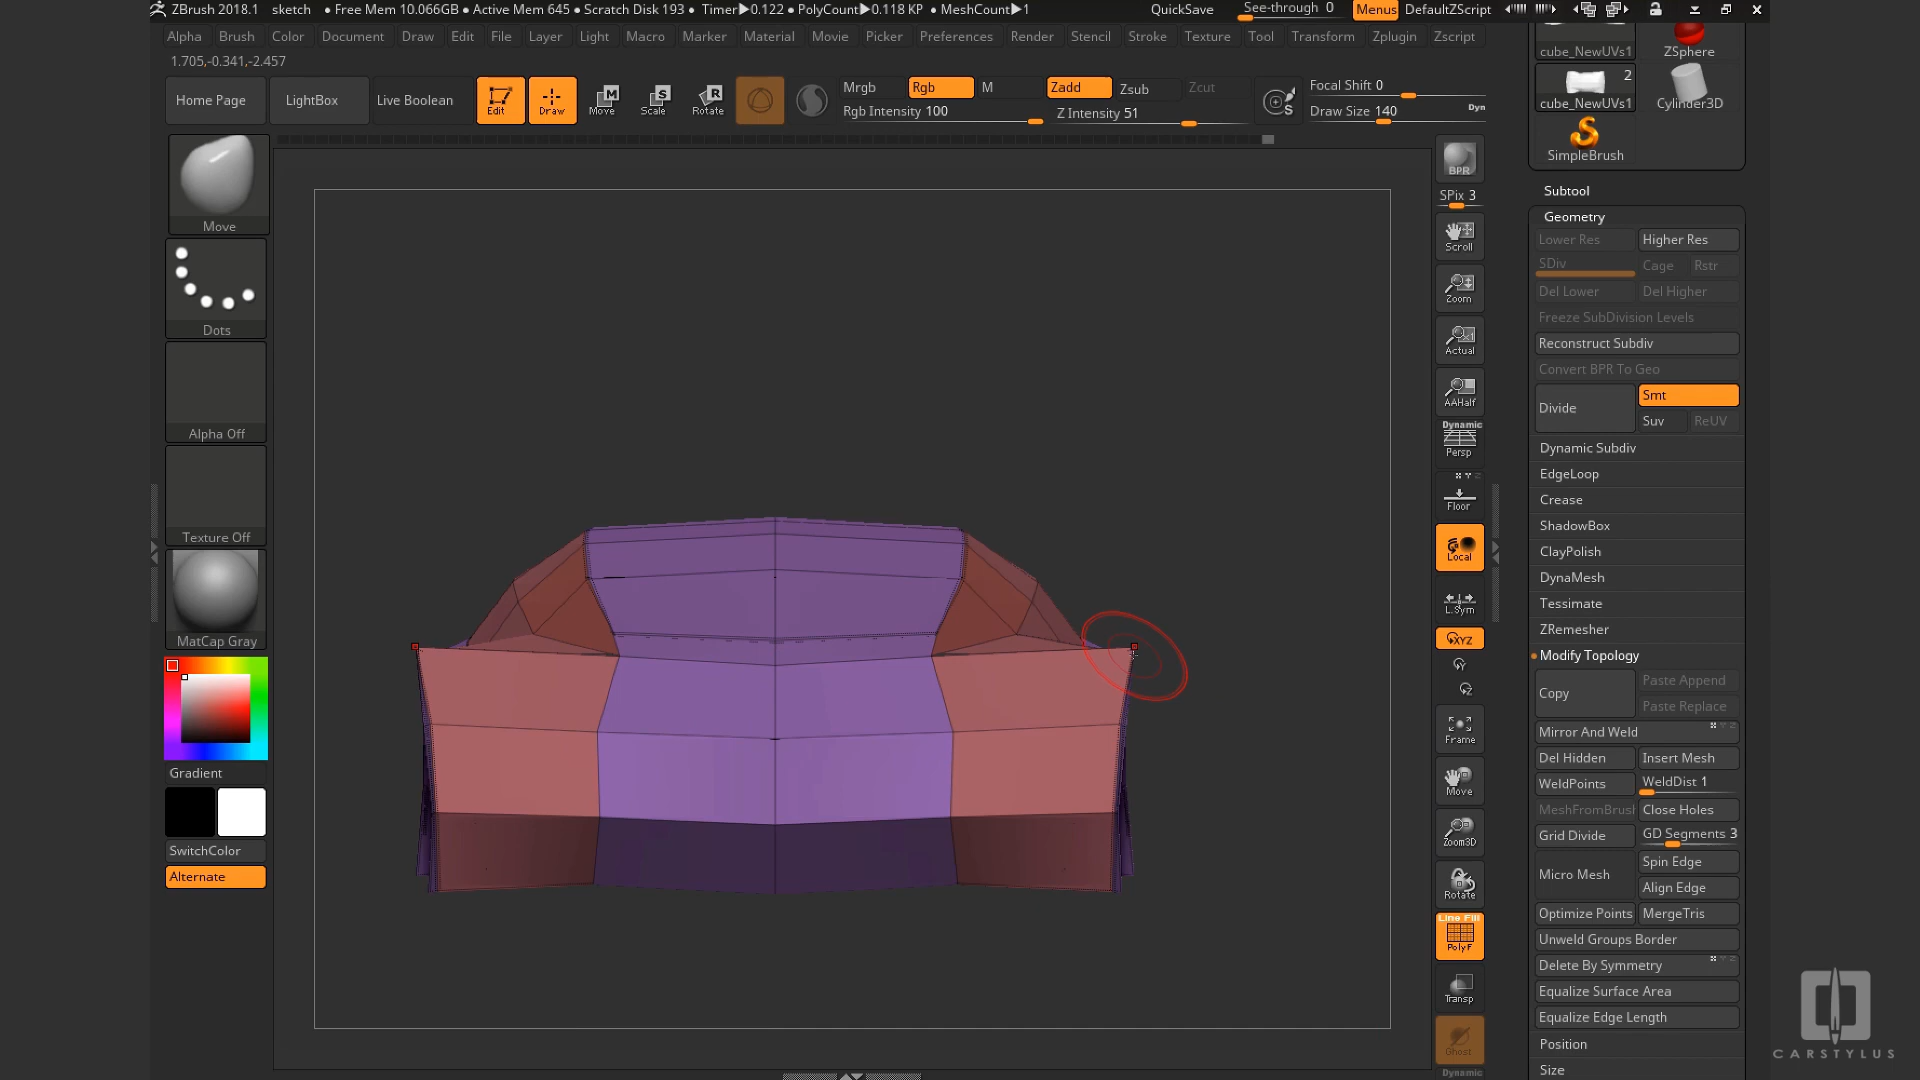 ZBrush 2018.1 sketch • Free Mem 10.066GB • Active Mem 645 • Scratch Disk 193 • Timer▶0.122 • PolyCount▶0.118 KP • MeshCount▶1 QuickSave See-through 0 Menus DefaultZScript
Alpha Brush Color Document Draw Edit File Layer Light Macro Marker Material Movie Picker Preferences Render Stencil Stroke Texture Tool Transform Zplugin Zscript
1.705,-0.341,-2.457
Home Page LightBox Live Boolean Edit Draw Move Scale Rotate
Mrgb Rgb M Zadd Zsub Zcut Focal Shift 0
Rgb Intensity 100 Z Intensity 51 Draw Size 140 Dyn
Move
Dots
Alpha Off
Texture Off
MatCap Gray
Gradient
SwitchColor
Alternate
BPR
SPix 3
Scroll
Zoom
Actual
AAHalf
Dynamic
Persp
Floor
Local
L.Sym
XYZ
Frame
Move
Zoom3D
Rotate
Line Fill
PolyF
Transp
Ghost
Dynamic
cube_NewUVs1 ZSphere
2
cube_NewUVs1 Cylinder3D
SimpleBrush
Subtool
Geometry
Lower Res Higher Res
SDiv Cage Rstr
Del Lower Del Higher
Freeze SubDivision Levels
Reconstruct Subdiv
Convert BPR To Geo
Divide Smt
Suv ReUV
Dynamic Subdiv
EdgeLoop
Crease
ShadowBox
ClayPolish
DynaMesh
Tessimate
ZRemesher
Modify Topology
Copy Paste Append
Paste Replace
Mirror And Weld
Del Hidden Insert Mesh
WeldPoints WeldDist 1
MeshFromBrush Close Holes
Grid Divide GD Segments 3
Micro Mesh Spin Edge
Align Edge
Optimize Points MergeTris
Unweld Groups Border
Delete By Symmetry
Equalize Surface Area
Equalize Edge Length
Position
Size
CARSTYLUS